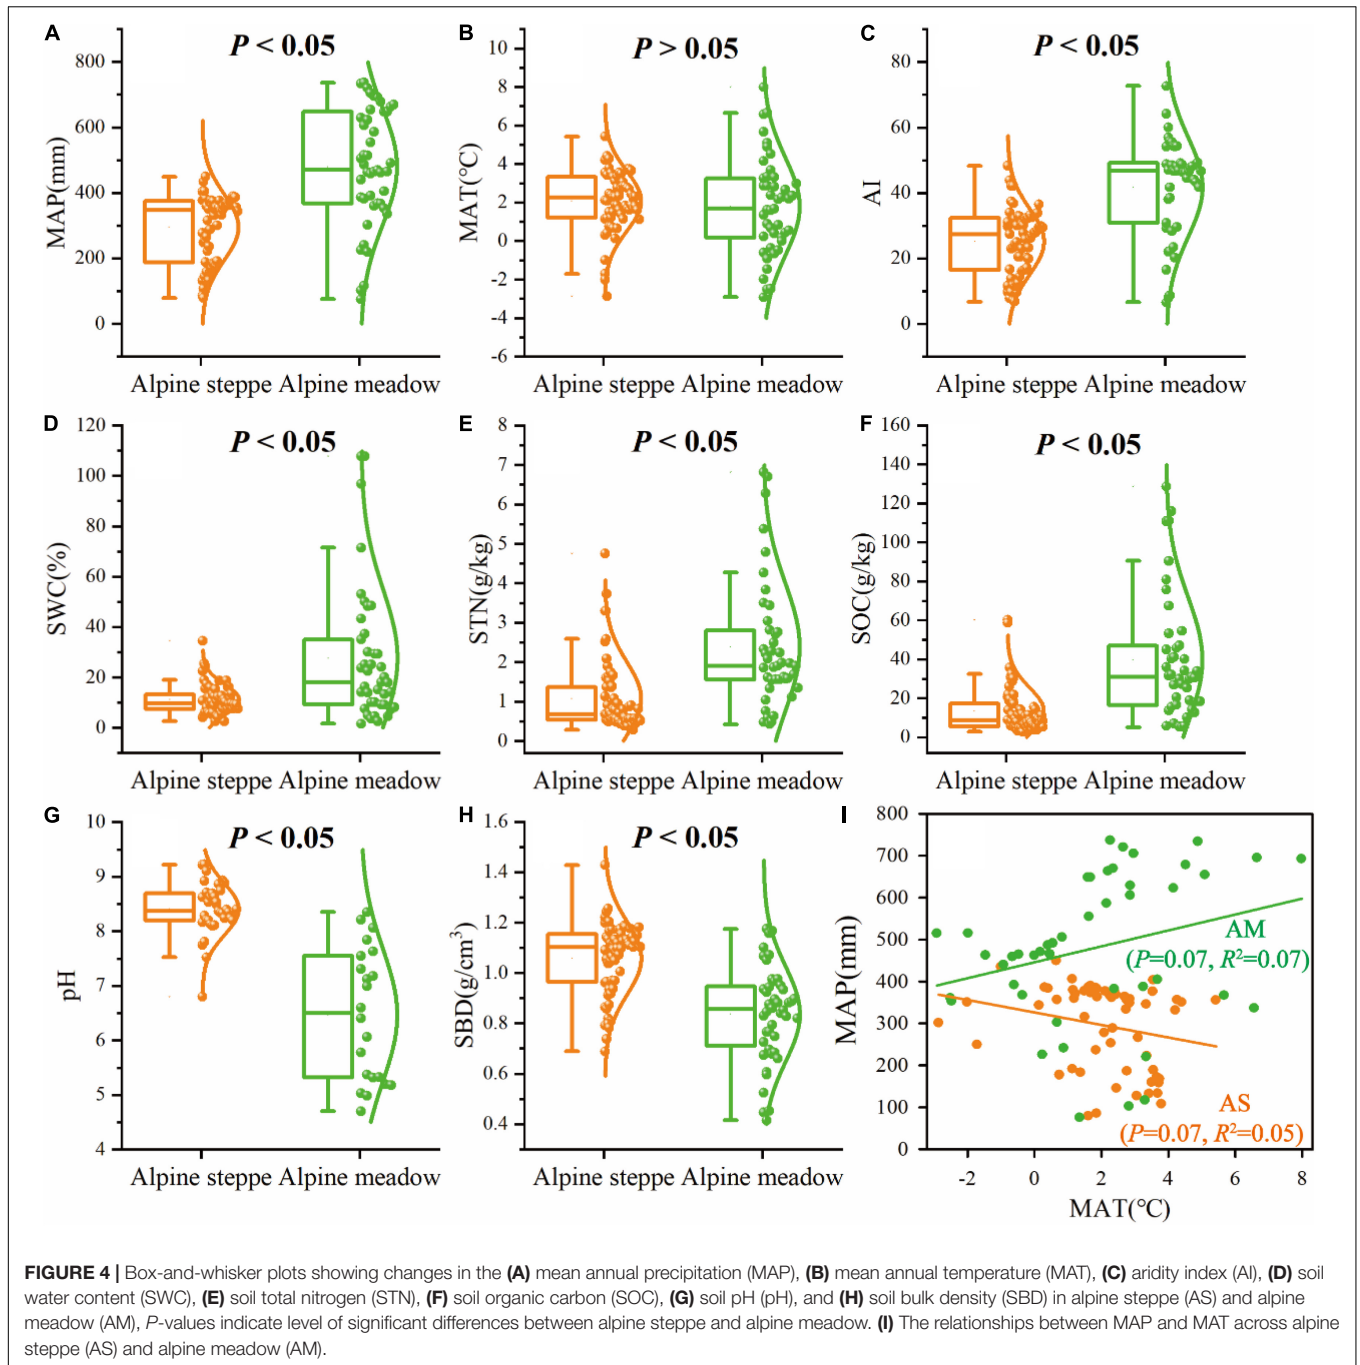 A
P < 0.05
MAP(mm)
800
600
400
200
0
Alpine steppe Alpine meadow
B
P > 0.05
MAT(℃)
10
8
6
4
2
0
-2
-4
-6
Alpine steppe Alpine meadow
C
P < 0.05
AI
80
60
40
20
0
Alpine steppe Alpine meadow
D
P < 0.05
SWC(%)
120
100
80
60
40
20
0
Alpine steppe Alpine meadow
E
P < 0.05
STN(g/kg)
8
7
6
5
4
3
2
1
0
Alpine steppe Alpine meadow
F
P < 0.05
SOC(g/kg)
160
140
120
100
80
60
40
20
0
Alpine steppe Alpine meadow
G
P < 0.05
pH
10
9
8
7
6
5
4
Alpine steppe Alpine meadow
H
P < 0.05
SBD(g/cm³)
1.6
1.4
1.2
1.0
0.8
0.6
0.4
Alpine steppe Alpine meadow
I
MAP(mm)
800
700
600
500
400
300
200
100
0
AM
(P=0.07, R²=0.07)
AS
(P=0.07, R²=0.05)
-2 0 2 4 6 8
MAT(℃)
FIGURE 4 | Box-and-whisker plots showing changes in the (A) mean annual precipitation (MAP), (B) mean annual temperature (MAT), (C) aridity index (AI), (D) soil
water content (SWC), (E) soil total nitrogen (STN), (F) soil organic carbon (SOC), (G) soil pH (pH), and (H) soil bulk density (SBD) in alpine steppe (AS) and alpine
meadow (AM), P-values indicate level of significant differences between alpine steppe and alpine meadow. (I) The relationships between MAP and MAT across alpine
steppe (AS) and alpine meadow (AM).